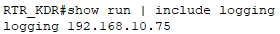 RTR_KDR#show run | include logging
logging 192.168.10.75